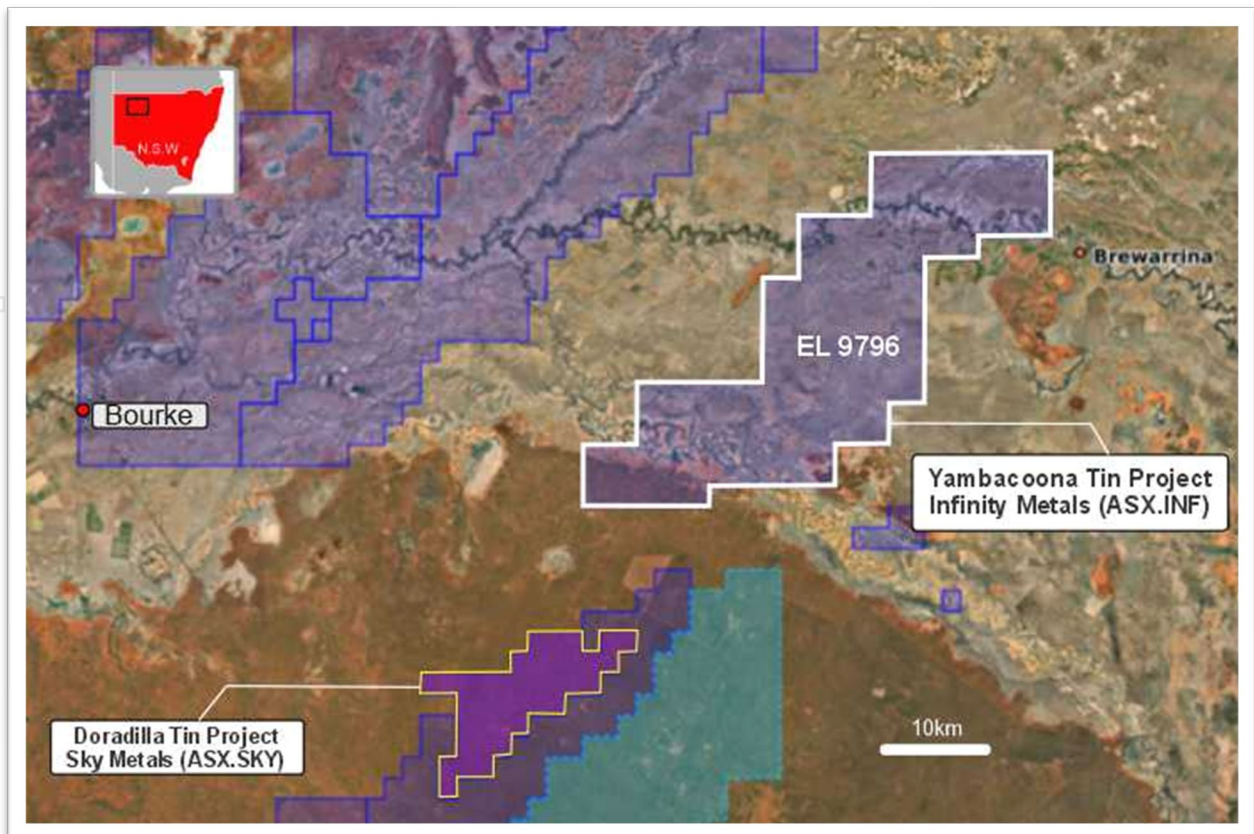 N.S.W
Brewarrina
EL 9796
Bourke
Yambacoona Tin Project
Infinity Metals (ASX.INF)
Doradilla Tin Project
Sky Metals (ASX.SKY)
10km